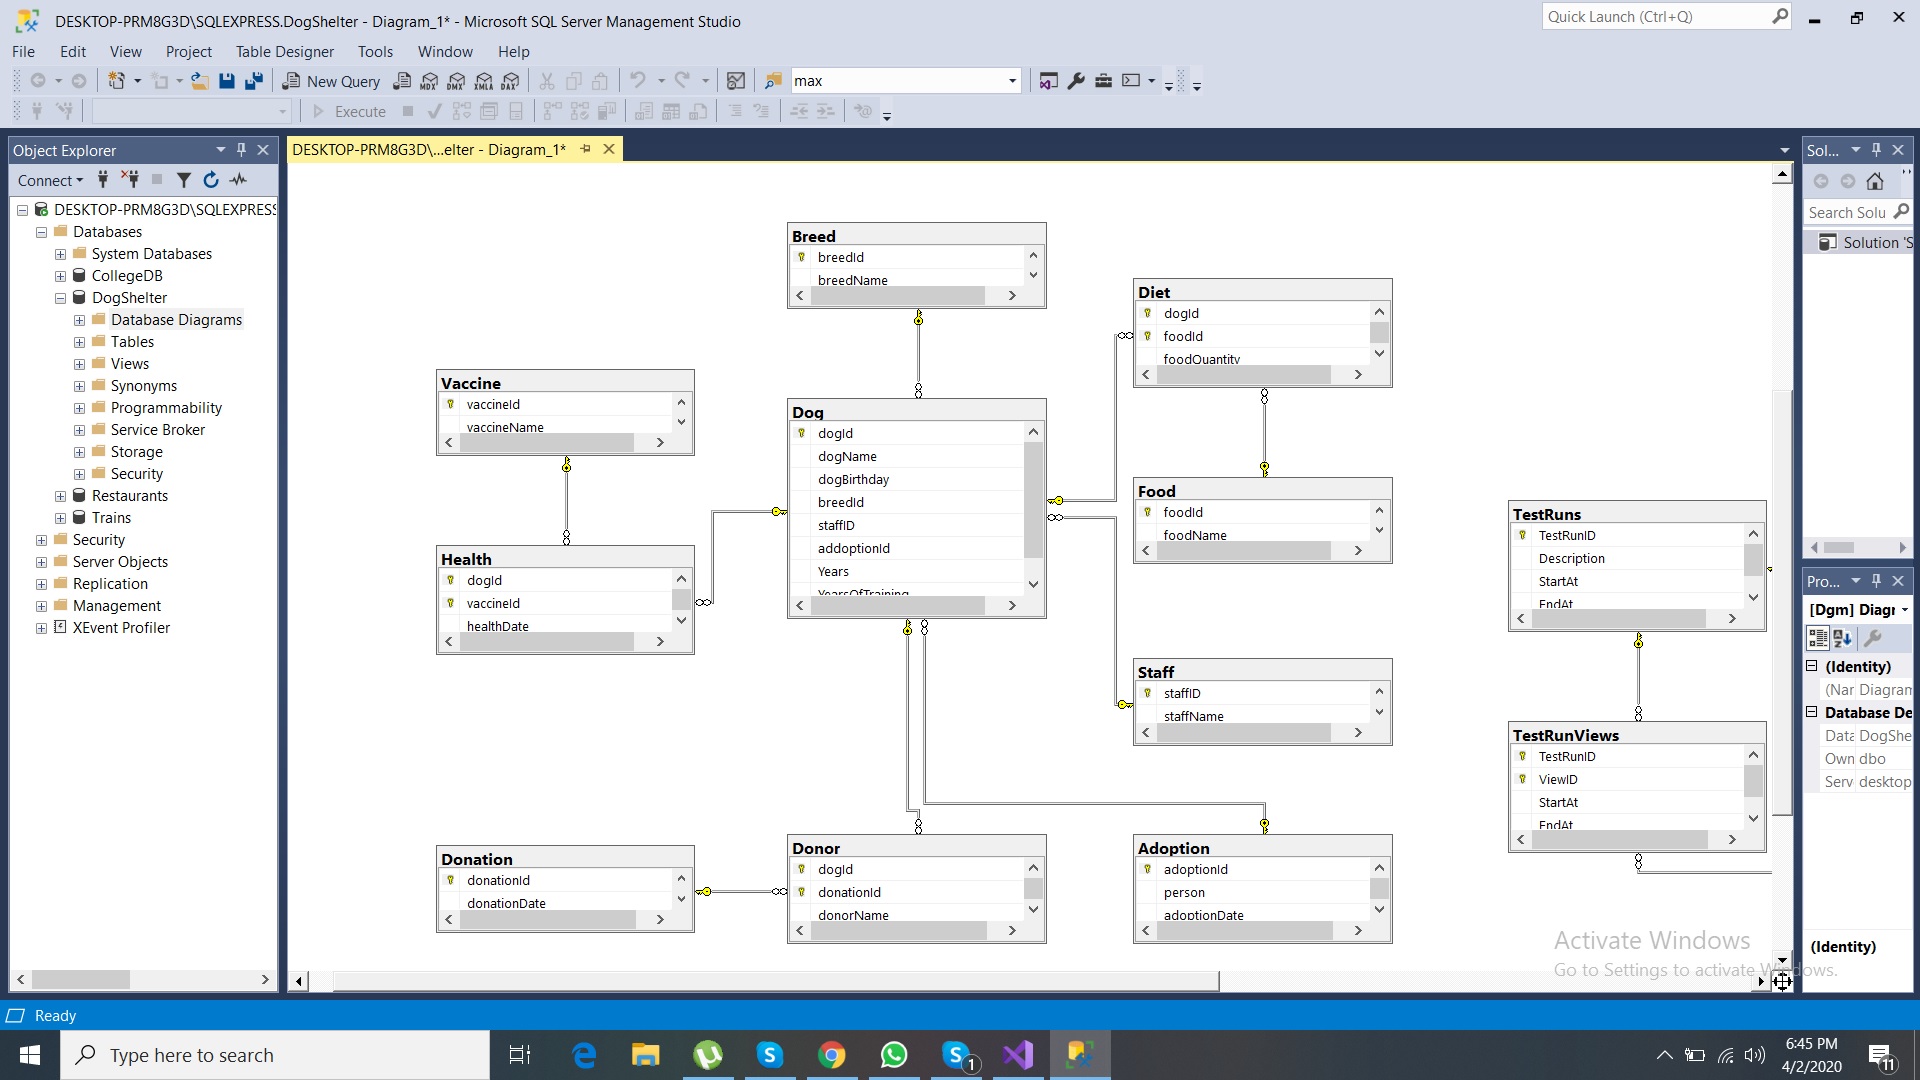 DESKTOP-PRM8G3D\SQLEXPRESS.DogShelter - Diagram_1* - Microsoft SQL Server Management Studio
Quick Launch (Ctrl+Q)
File Edit View Project Table Designer Tools Window Help
New Query MDX DMX XMLA DAX max
Execute
Object Explorer
Connect
DESKTOP-PRM8G3D\SQLEXPRESS
Databases
System Databases
CollegeDB
DogShelter
Database Diagrams
Tables
Views
Synonyms
Programmability
Service Broker
Storage
Security
Restaurants
Trains
Security
Server Objects
Replication
Management
XEvent Profiler
DESKTOP-PRM8G3D\...elter - Diagram_1*
Breed
breedId
breedName
Diet
dogId
foodId
foodQuantity
Vaccine
vaccineId
vaccineName
Dog
dogId
dogName
dogBirthday
breedId
staffID
addoptionId
Years
YearsOfTraining
Food
foodId
foodName
Health
dogId
vaccineId
healthDate
TestRuns
TestRunID
Description
StartAt
EndAt
Staff
staffID
staffName
TestRunViews
TestRunID
ViewID
StartAt
EndAt
Donation
donationId
donationDate
Donor
dogId
donationId
donorName
Adoption
adoptionId
person
adoptionDate
Activate Windows
Go to Settings to activate Windows.
Sol...
Search Solu
Solution 'S
Pro...
[Dgm] Diagr
(Identity)
(Nar Diagram
Database De
Data DogShe
Own dbo
Serv desktop
(Identity)
Ready
Type here to search
1
6:45 PM
4/2/2020
11